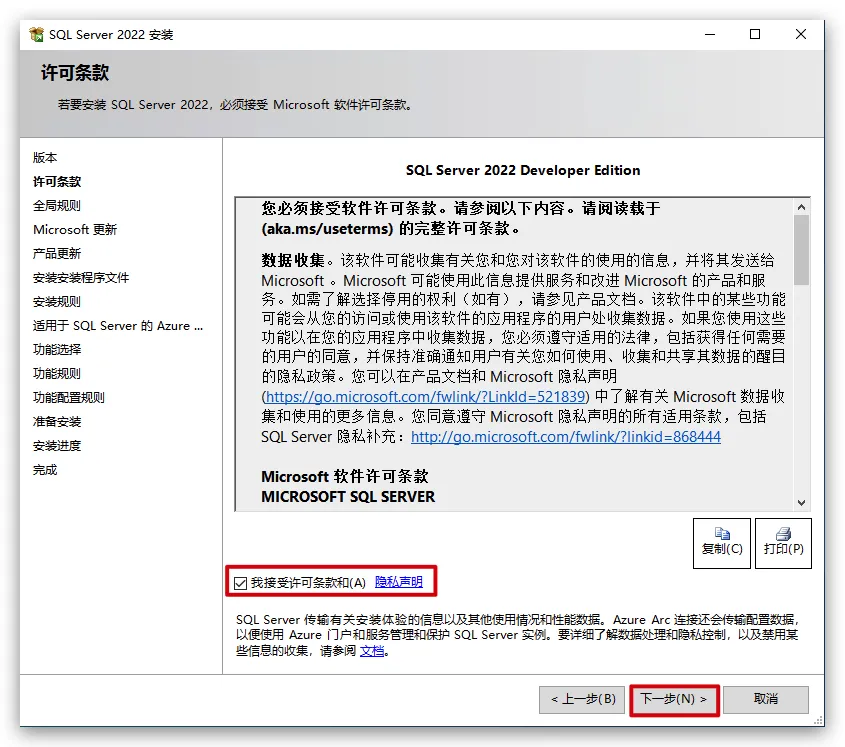 SQL Server 2022 安装
许可条款
若要安装 SQL Server 2022，必须接受 Microsoft 软件许可条款。
版本
许可条款
全局规则
Microsoft 更新
产品更新
安装安装程序文件
安装规则
适用于 SQL Server 的 Azure ...
功能选择
功能规则
功能配置规则
准备安装
安装进度
完成
SQL Server 2022 Developer Edition
您必须接受软件许可条款。请参阅以下内容。请阅读载于
(aka.ms/useterms) 的完整许可条款。
数据收集。该软件可能收集有关您和您对该软件的使用的信息，并将其发送给
Microsoft 。Microsoft 可能使用此信息提供服务和改进 Microsoft 的产品和服
务。如需了解选择停用的权利（如有），请参见产品文档。该软件中的某些功能
可能会从您的访问或使用该软件的应用程序的用户处收集数据。如果您使用这些
功能以在您的应用程序中收集数据，您必须遵守适用的法律，包括获得任何需要
的用户的同意，并保持准确通知用户有关您如何使用、收集和共享其数据的醒目
的隐私政策。您可以在产品文档和 Microsoft 隐私声明
(https://go.microsoft.com/fwlink/?LinkId=521839) 中了解有关 Microsoft 数据收
集和使用的更多信息。您同意遵守 Microsoft 隐私声明的所有适用条款，包括
SQL Server 隐私补充：http://go.microsoft.com/fwlink/?linkid=868444
Microsoft 软件许可条款
MICROSOFT SQL SERVER
复制(C)
打印(P)
我接受许可条款和(A) 隐私声明
SQL Server 传输有关安装体验的信息以及其他使用情况和性能数据。Azure Arc 连接还会传输配置数据，
以便使用 Azure 门户和服务管理和保护 SQL Server 实例。要详细了解数据处理和隐私控制，以及禁用某
些信息的收集，请参阅 文档。
< 上一步(B)
下一步(N) >
取消